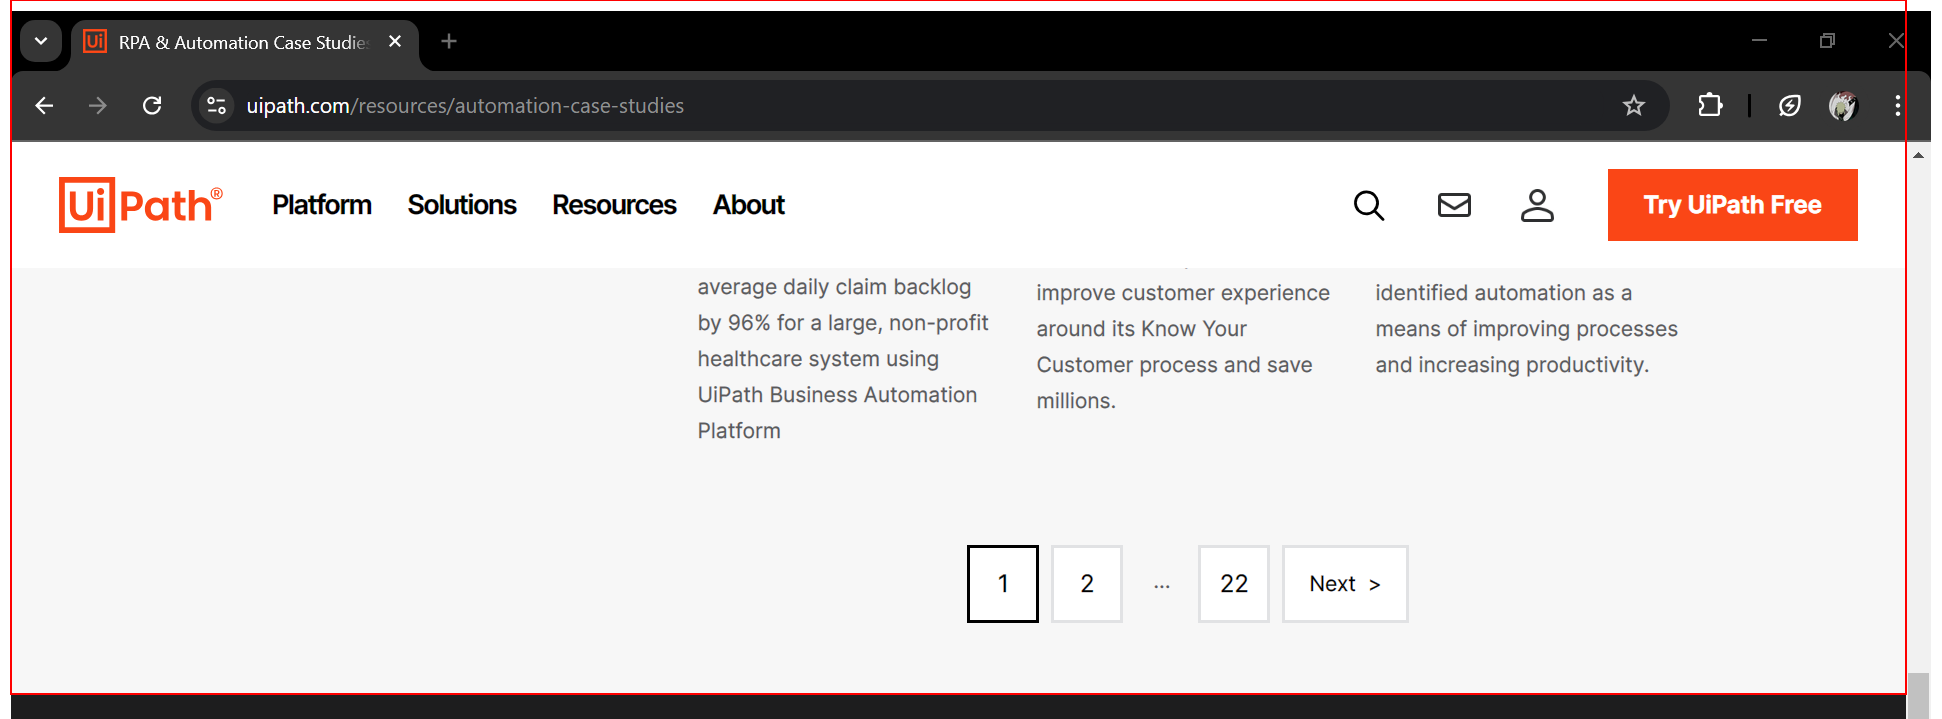 RPA & Automation Case Studies
uipath.com/resources/automation-case-studies
UiPath®
Platform
Solutions
Resources
About
Try UiPath Free
average daily claim backlog
by 96% for a large, non-profit
healthcare system using
UiPath Business Automation
Platform
improve customer experience
around its Know Your
Customer process and save
millions.
identified automation as a
means of improving processes
and increasing productivity.
1
2
...
22
Next >